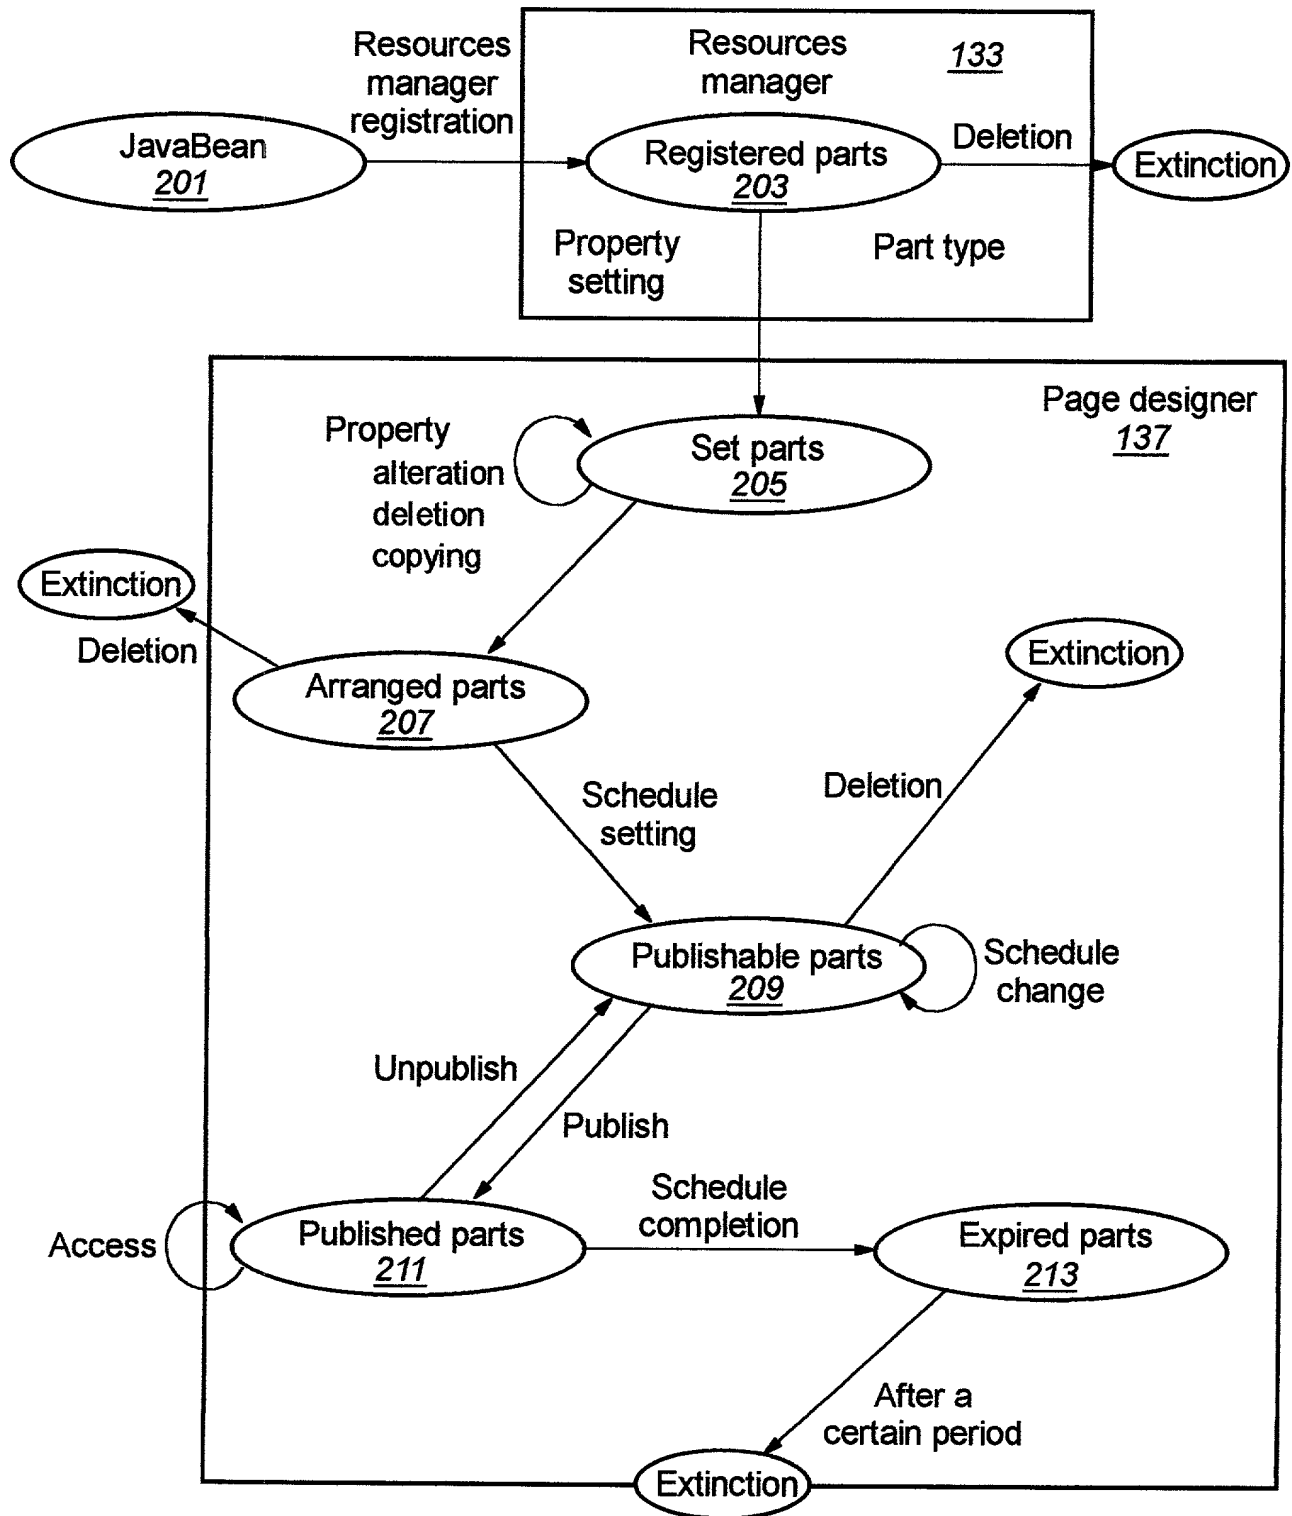 Resources
manager
registration
Resources
manager
133
JavaBean
201
Registered parts
203
Deletion
Extinction
Property
setting
Part type
Page designer
137
Property
alteration
deletion
copying
Set parts
205
Extinction
Deletion
Arranged parts
207
Extinction
Schedule
setting
Deletion
Publishable parts
209
Schedule
change
Unpublish
Publish
Access
Published parts
211
Schedule
completion
Expired parts
213
After a
certain period
Extinction